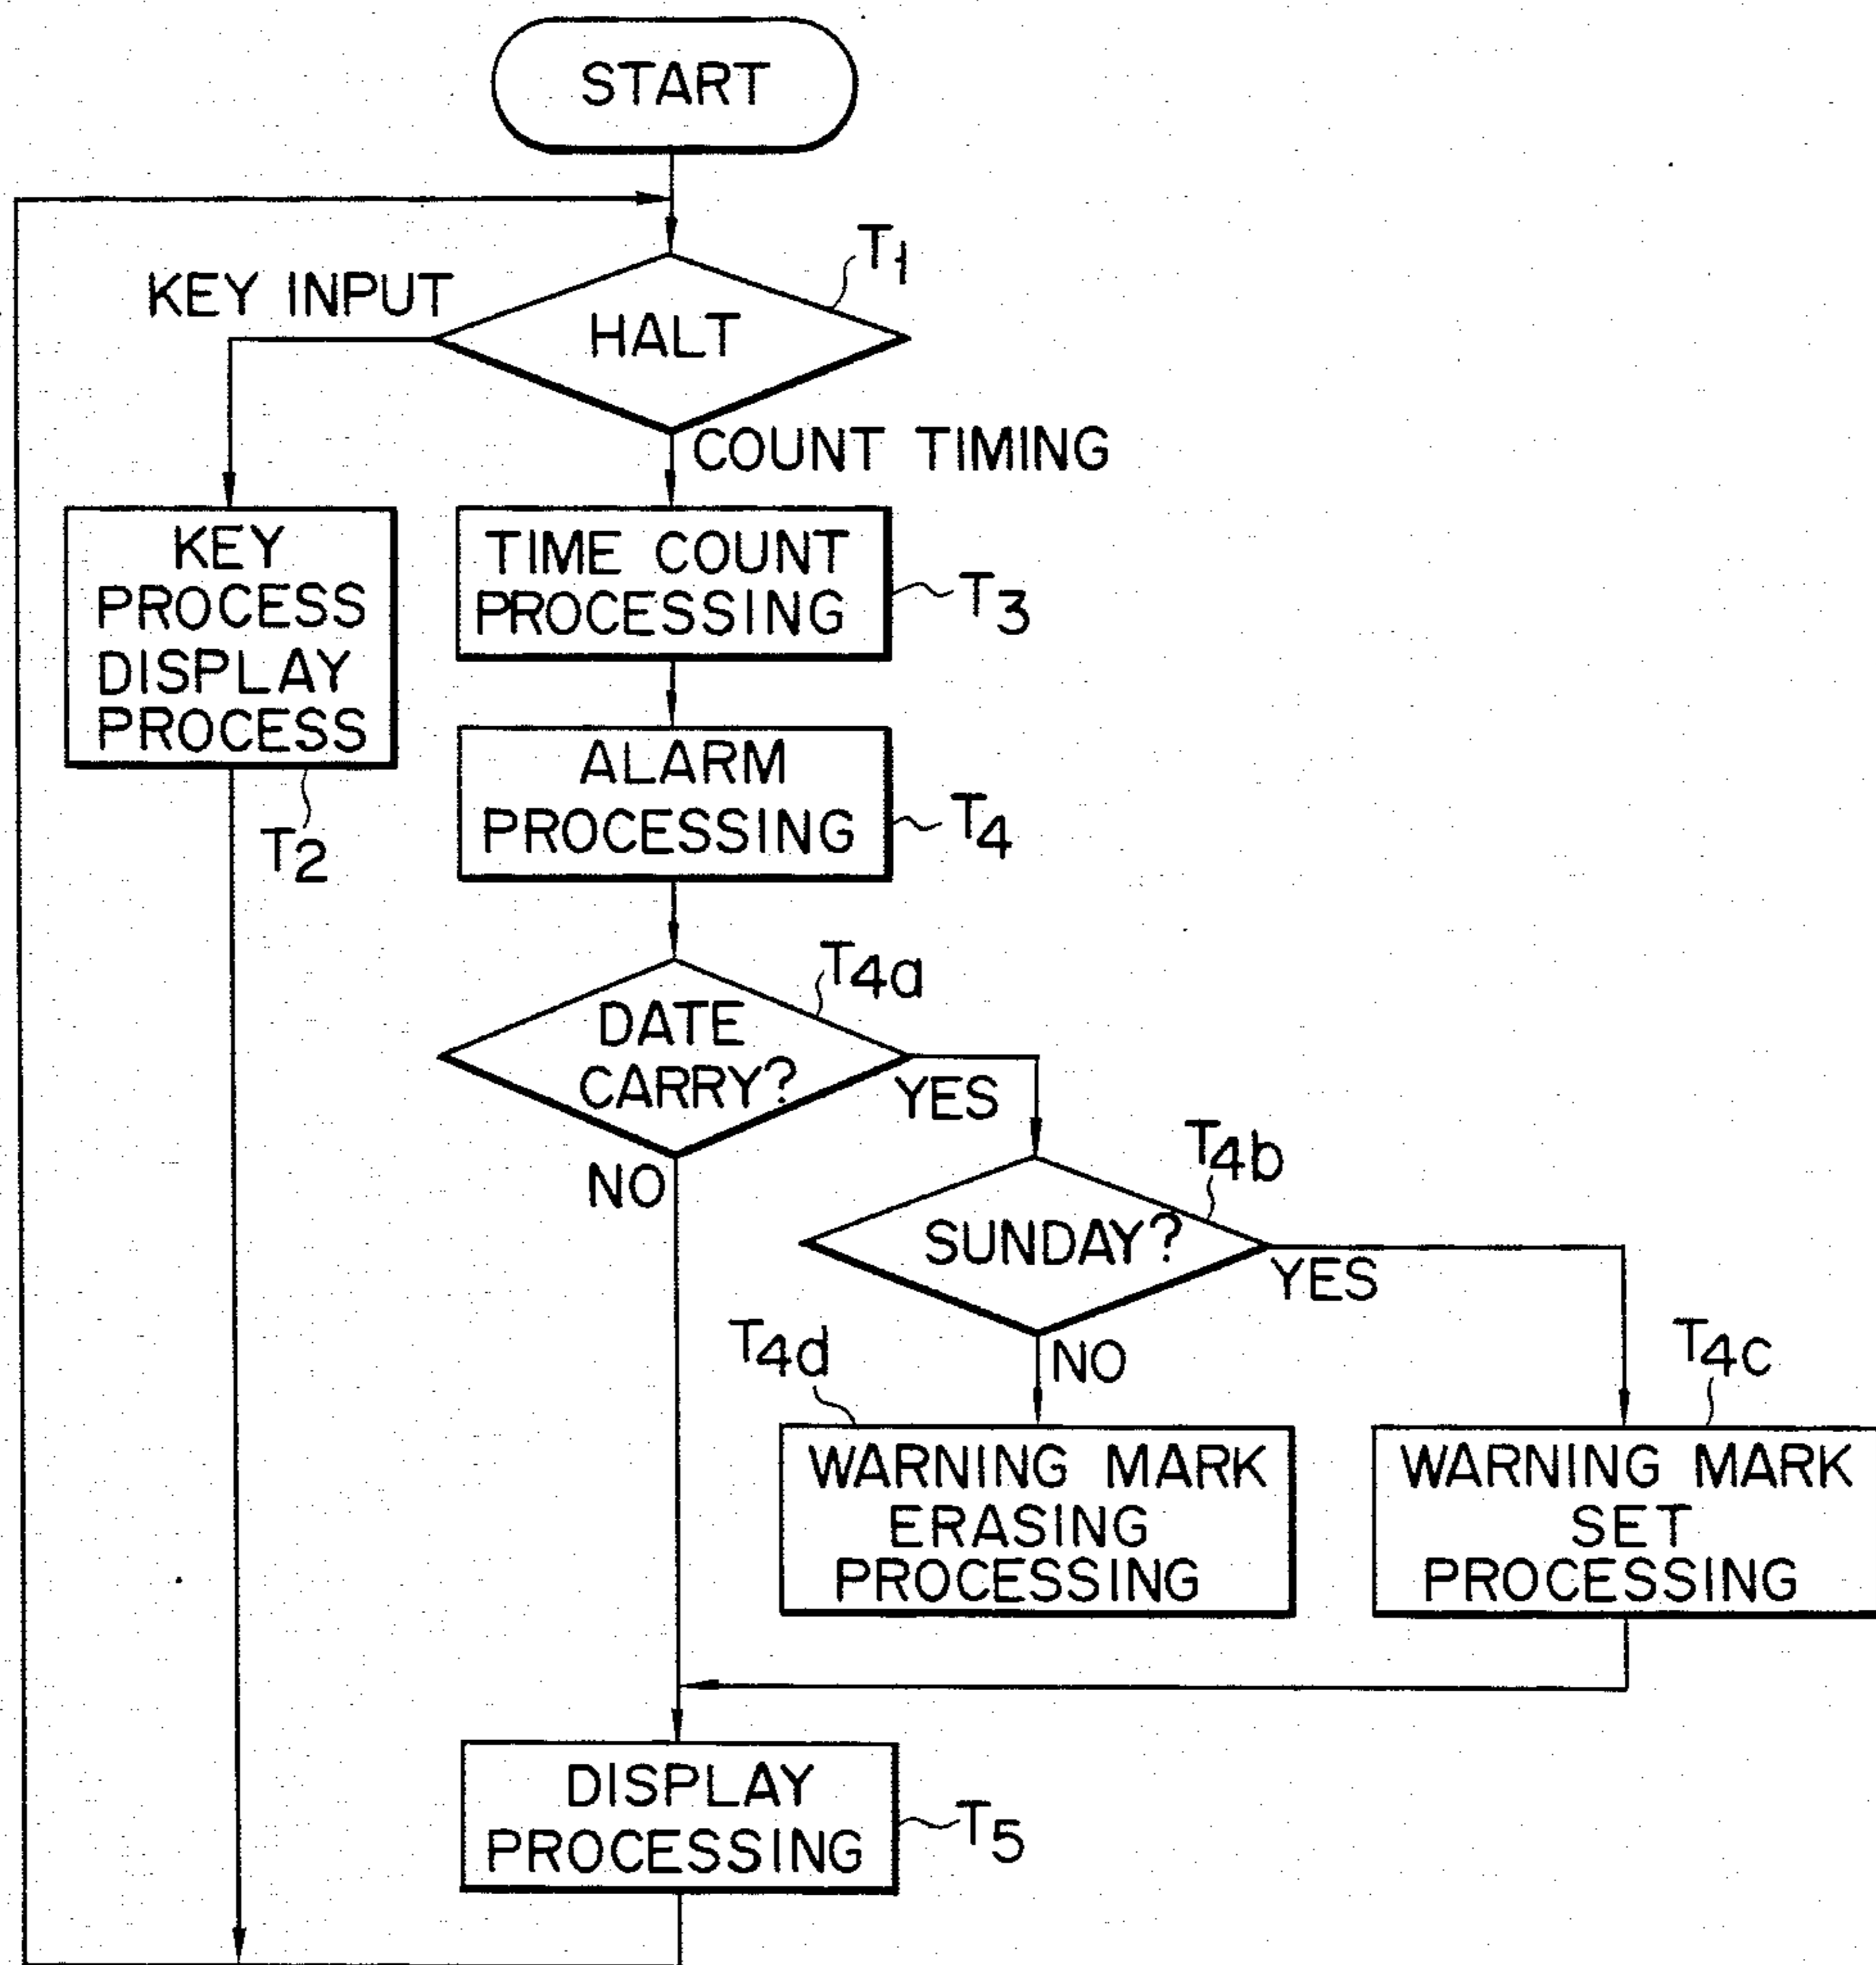 START
T1
KEY INPUT
HALT
COUNT TIMING
KEY
PROCESS
DISPLAY
PROCESS
T2
TIME COUNT
PROCESSING
T3
ALARM
PROCESSING
T4
T4a
DATE
CARRY?
YES
NO
T4b
SUNDAY?
YES
NO
T4d
T4c
WARNING MARK
ERASING
PROCESSING
WARNING MARK
SET
PROCESSING
DISPLAY
PROCESSING
T5